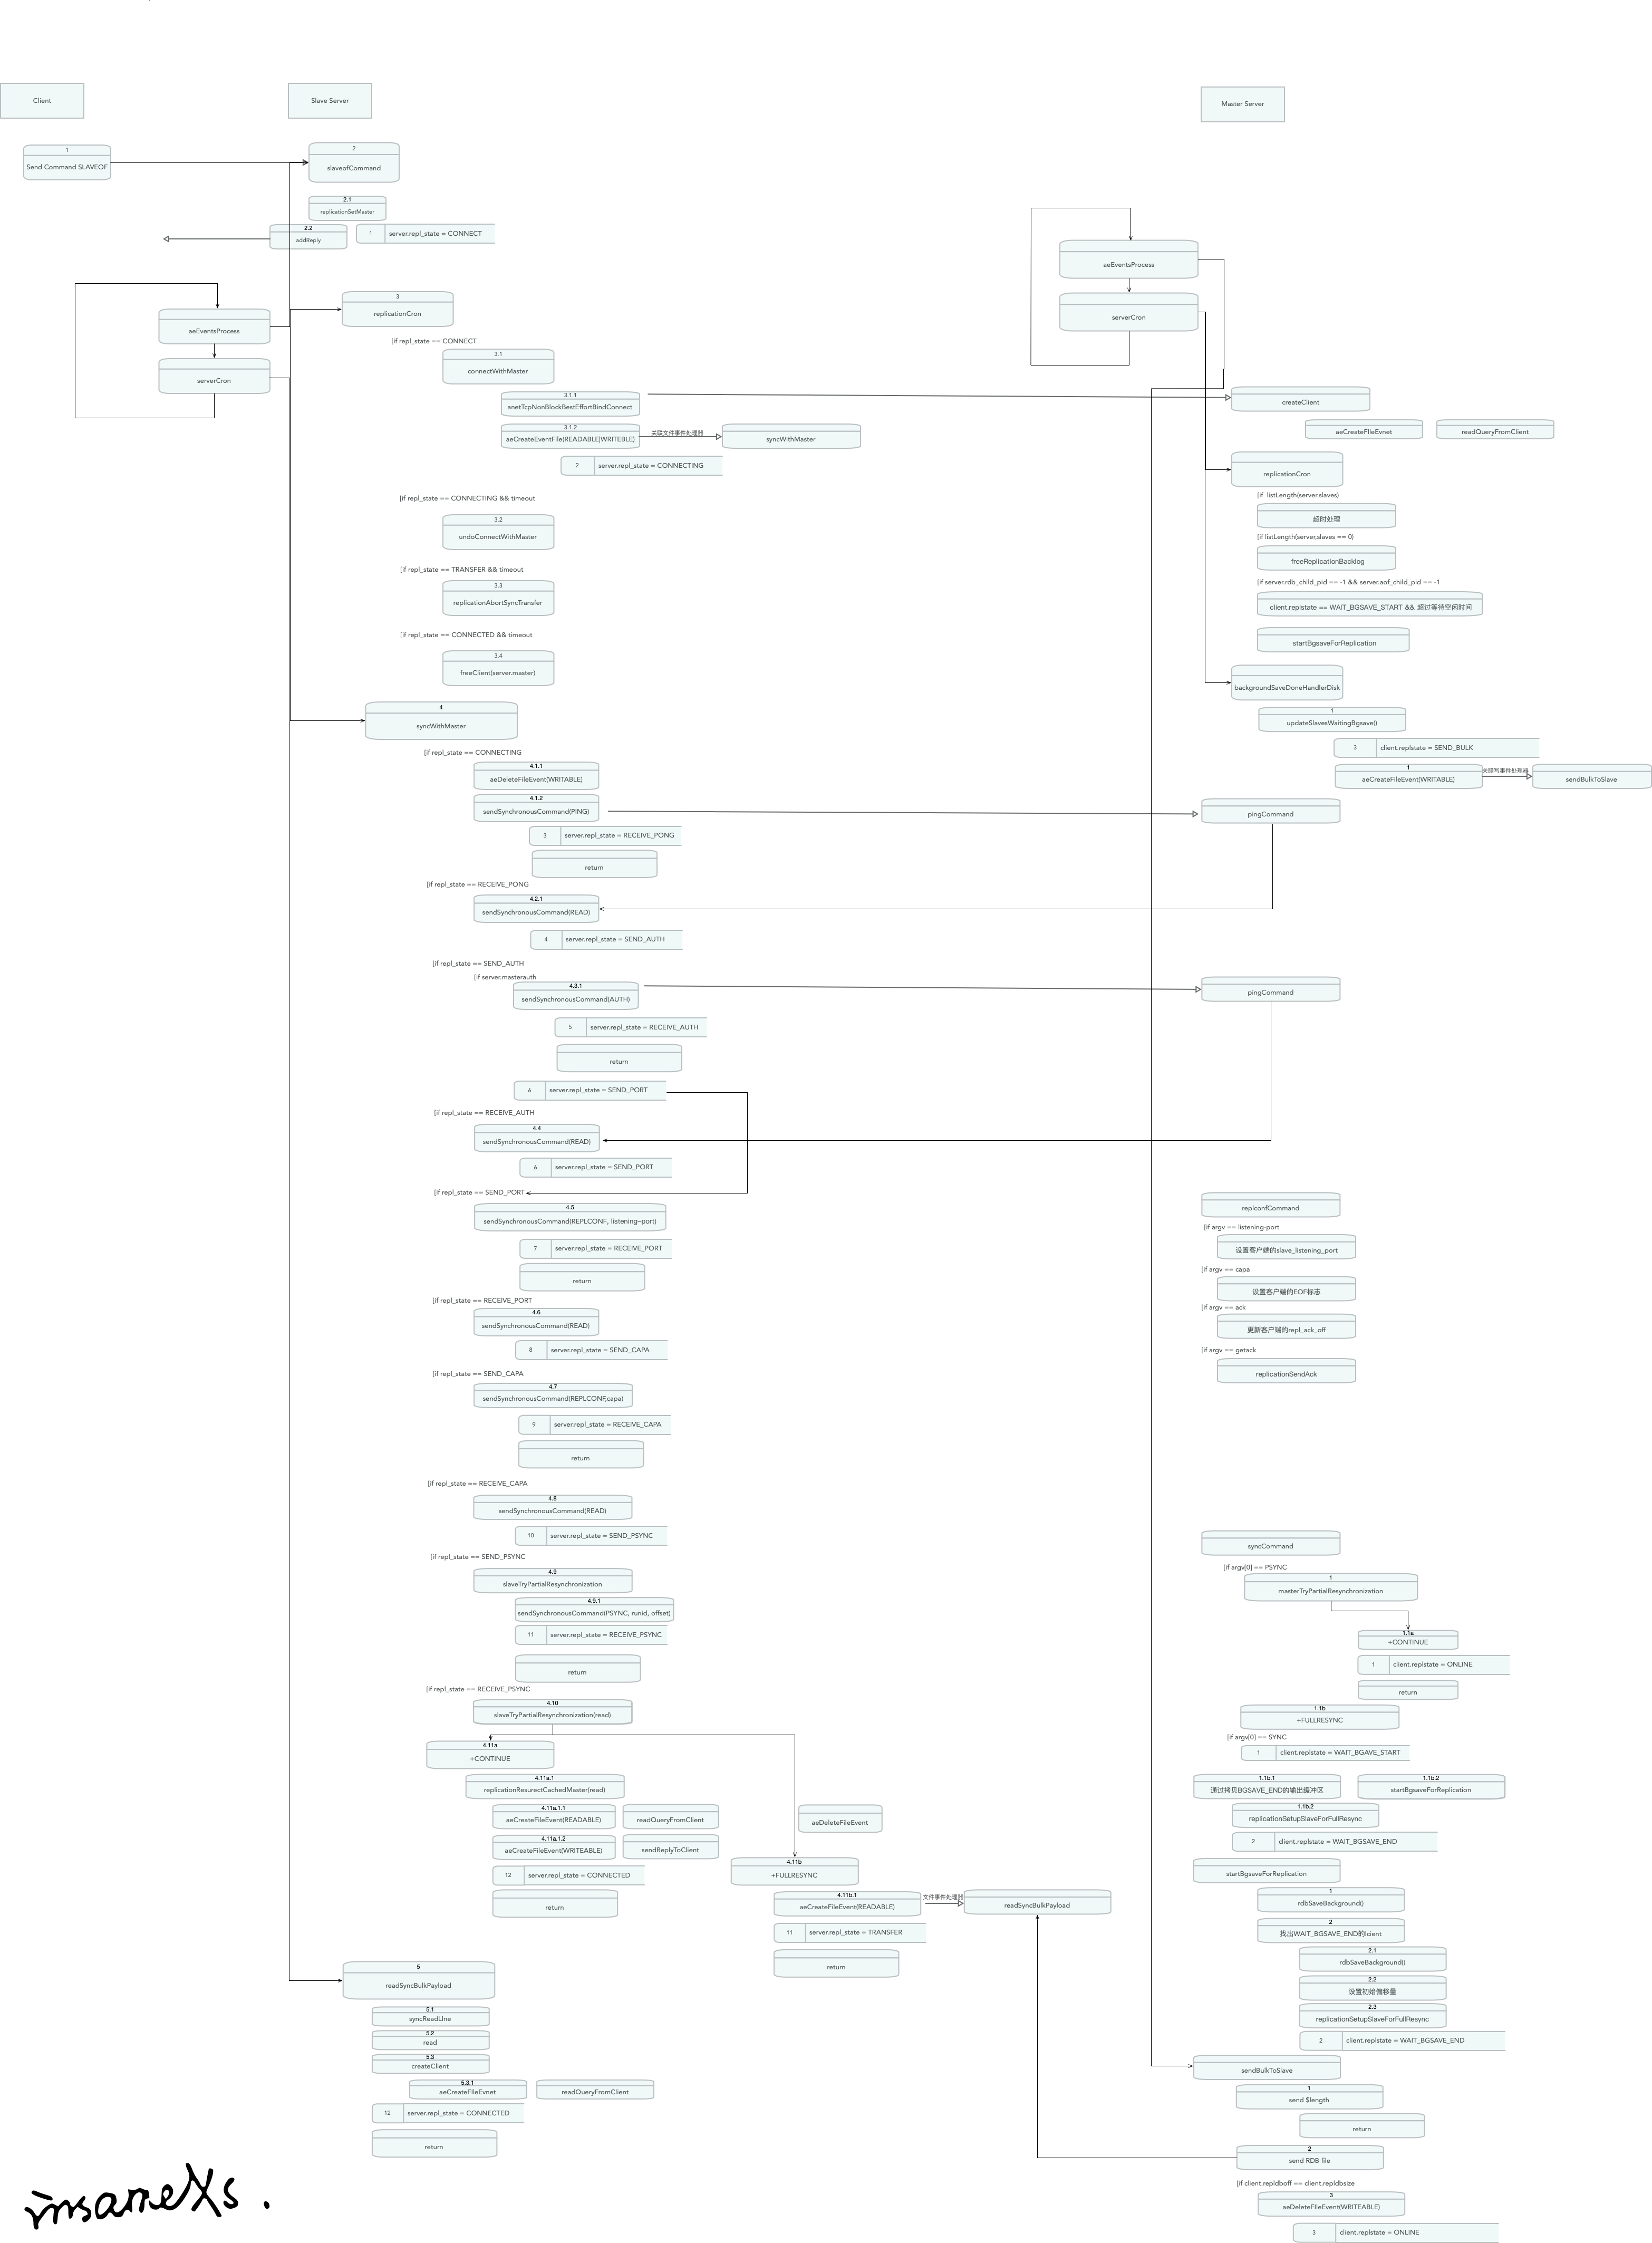 Client
Slave Server
Master Server
1
Send Command SLAVEOF
2
slaveofCommand
2.1
replicationSetMaster
2.2
addReply
1
server.repl_state = CONNECT
aeEventsProcess
serverCron
3
replicationCron
[if repl_state == CONNECT
3.1
connectWithMaster
3.1.1
anetTcpNonBlockBestEffortBindConnect
3.1.2
aeCreateEventFile(READABLE|WRITEBLE)
关联文件事件处理器
syncWithMaster
2
server.repl_state = CONNECTING
[if repl_state == CONNECTING && timeout
3.2
undoConnectWithMaster
[if repl_state == TRANSFER && timeout
3.3
replicationAbortSyncTransfer
[if repl_state == CONNECTED && timeout
3.4
freeClient(server.master)
4
syncWithMaster
[if repl_state == CONNECTING
4.1.1
aeDeleteFileEvent(WRITABLE)
4.1.2
sendSynchronousCommand(PING)
3
server.repl_state = RECEIVE_PONG
return
[if repl_state == RECEIVE_PONG
4.2.1
sendSynchronousCommand(READ)
4
server.repl_state = SEND_AUTH
[if repl_state == SEND_AUTH
[if server.masterauth
4.3.1
sendSynchronousCommand(AUTH)
5
server.repl_state = RECEIVE_AUTH
return
6
server.repl_state = SEND_PORT
[if repl_state == RECEIVE_AUTH
4.4
sendSynchronousCommand(READ)
6
server.repl_state = SEND_PORT
[if repl_state == SEND_PORT
4.5
sendSynchronousCommand(REPLCONF, listening-port)
7
server.repl_state = RECEIVE_PORT
return
[if repl_state == RECEIVE_PORT
4.6
sendSynchronousCommand(READ)
8
server.repl_state = SEND_CAPA
[if repl_state == SEND_CAPA
4.7
sendSynchronousCommand(REPLCONF,capa)
9
server.repl_state = RECEIVE_CAPA
return
[if repl_state == RECEIVE_CAPA
4.8
sendSynchronousCommand(READ)
10
server.repl_state = SEND_PSYNC
[if repl_state == SEND_PSYNC
4.9
slaveTryPartialResynchronization
4.9.1
sendSynchronousCommand(PSYNC, runid, offset)
11
server.repl_state = RECEIVE_PSYNC
return
[if repl_state == RECEIVE_PSYNC
4.10
slaveTryPartialResynchronization(read)
4.11a
+CONTINUE
4.11a.1
replicationResurectCachedMaster(read)
4.11a.1.1
aeCreateFileEvent(READABLE)
readQueryFromClient
4.11a.1.2
aeCreateFileEvent(WRITEABLE)
sendReplyToClient
12
server.repl_state = CONNECTED
return
aeDeleteFileEvent
4.11b
+FULLRESYNC
4.11b.1
aeCreateFileEvent(READABLE)
文件事件处理器
readSyncBulkPayload
11
server.repl_state = TRANSFER
return
5
readSyncBulkPayload
5.1
syncReadLIne
5.2
read
5.3
createClient
5.3.1
aeCreateFIleEvnet
readQueryFromClient
12
server.repl_state = CONNECTED
return
aeEventsProcess
serverCron
createClient
aeCreateFIleEvnet
readQueryFromClient
replicationCron
[if  listLength(server.slaves)
超时处理
[if listLength(server,slaves == 0)
freeReplicationBacklog
[if server.rdb_child_pid == -1 && server.aof_child_pid == -1
client.replstate == WAIT_BGSAVE_START && 超过等待空闲时间
startBgsaveForReplication
backgroundSaveDoneHandlerDisk
1
updateSlavesWaitingBgsave()
3
client.replstate = SEND_BULK
1
aeCreateFileEvent(WRITABLE)
关联写事件处理器
sendBulkToSlave
pingCommand
pingCommand
replconfCommand
[if argv == listening-port
设置客户端的slave_listening_port
[if argv == capa
设置客户端的EOF标志
[if argv == ack
更新客户端的repl_ack_off
[if argv == getack
replicationSendAck
syncCommand
[if argv[0] == PSYNC
1
masterTryPartialResynchronization
1.1a
+CONTINUE
1
client.replstate = ONLINE
return
1.1b
+FULLRESYNC
[if argv[0] == SYNC
1
client.replstate = WAIT_BGAVE_START
1.1b.1
通过拷贝BGSAVE_END的输出缓冲区
1.1b.2
startBgsaveForReplication
1.1b.2
replicationSetupSlaveForFullResync
2
client.replstate = WAIT_BGSAVE_END
startBgsaveForReplication
1
rdbSaveBackground()
2
找出WAIT_BGSAVE_END的lcient
2.1
rdbSaveBackground()
2.2
设置初始偏移量
2.3
replicationSetupSlaveForFullResync
2
client.replstate = WAIT_BGSAVE_END
sendBulkToSlave
1
send $length
return
2
send RDB file
[if client.repldboff == client.repldbsize
3
aeDeleteFIleEvent(WRITEABLE)
3
client.replstate = ONLINE
insaneXs.